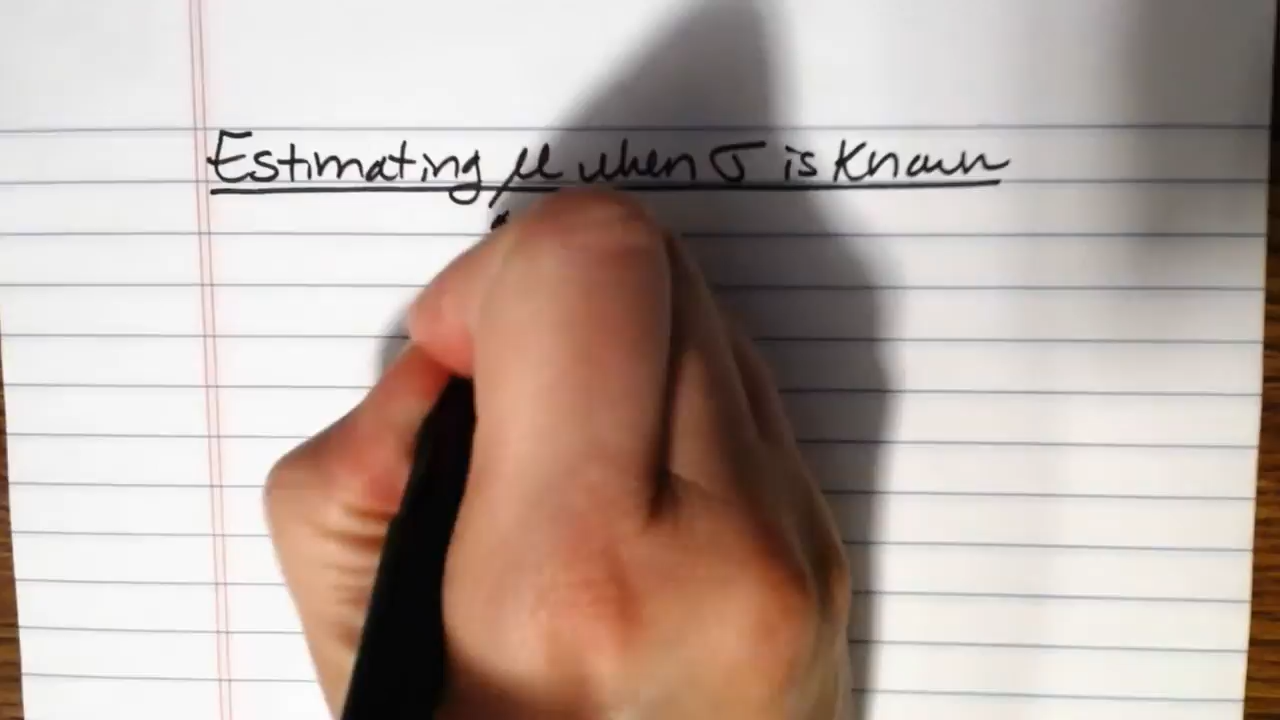 Estimating μ when σ is known